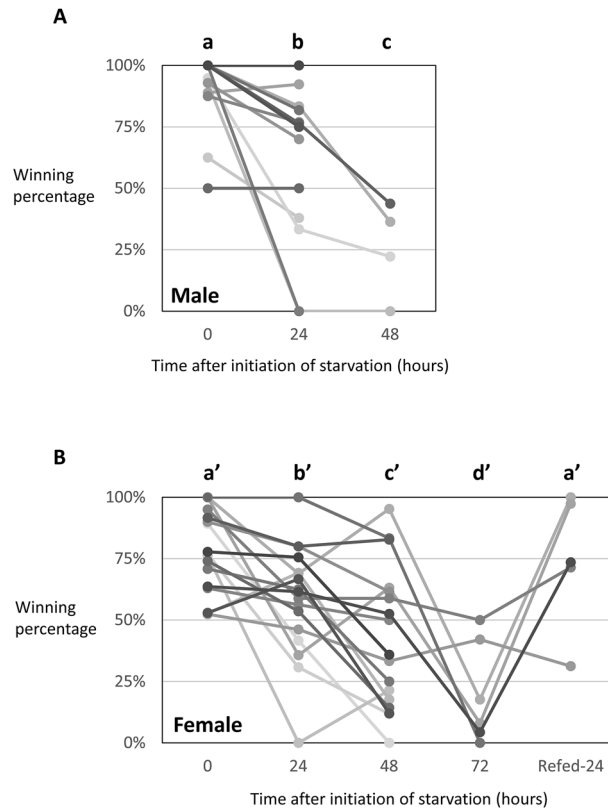 A
a b c
100%
75%
Winning
percentage
50%
25%
Male
0%
0 24 48
Time after initiation of starvation (hours)
B
a’ b’ c’ d’ a’
100%
75%
Winning
percentage
50%
25%
Female
0%
0 24 48 72 Refed-24
Time after initiation of starvation (hours)